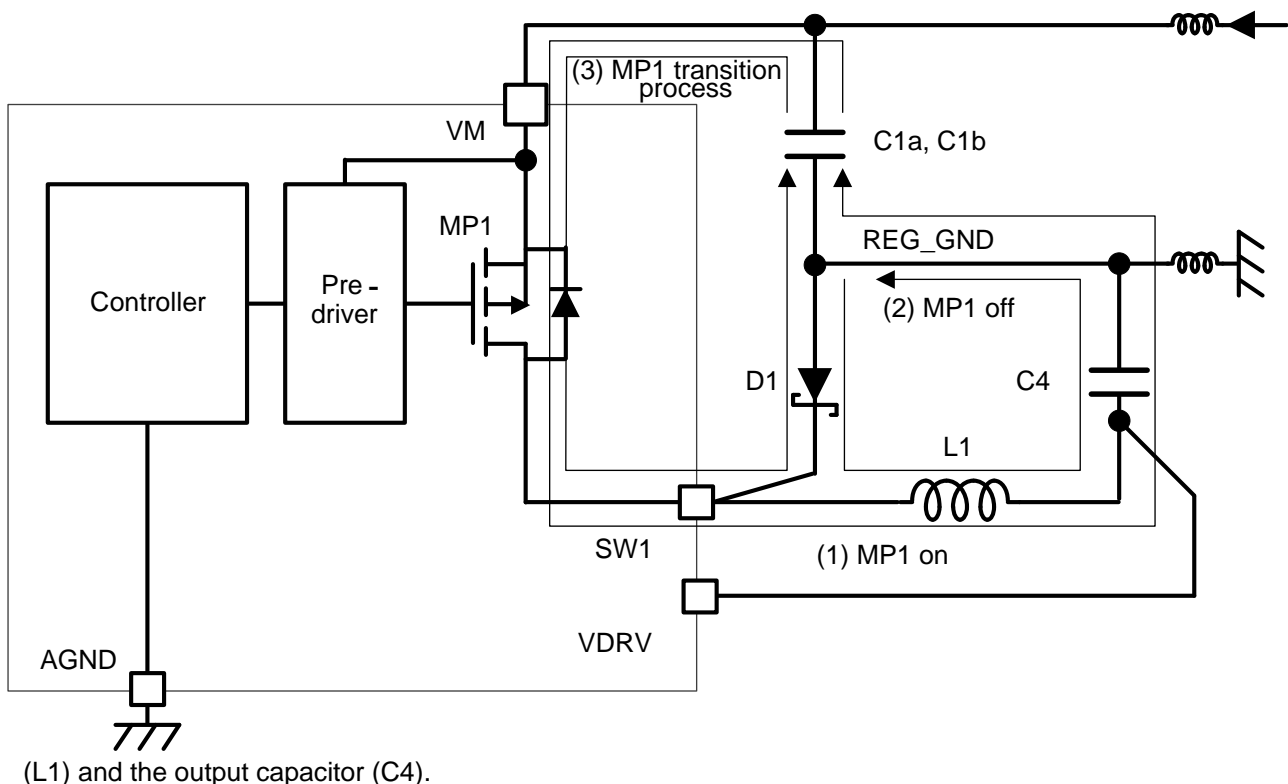 (3) MP1 transition
process
VM
C1a, C1b
MP1
REG_GND
Controller
Pre -
driver
(2) MP1 off
D1
C4
L1
SW1
(1) MP1 on
VDRV
AGND
(L1) and the output capacitor (C4).